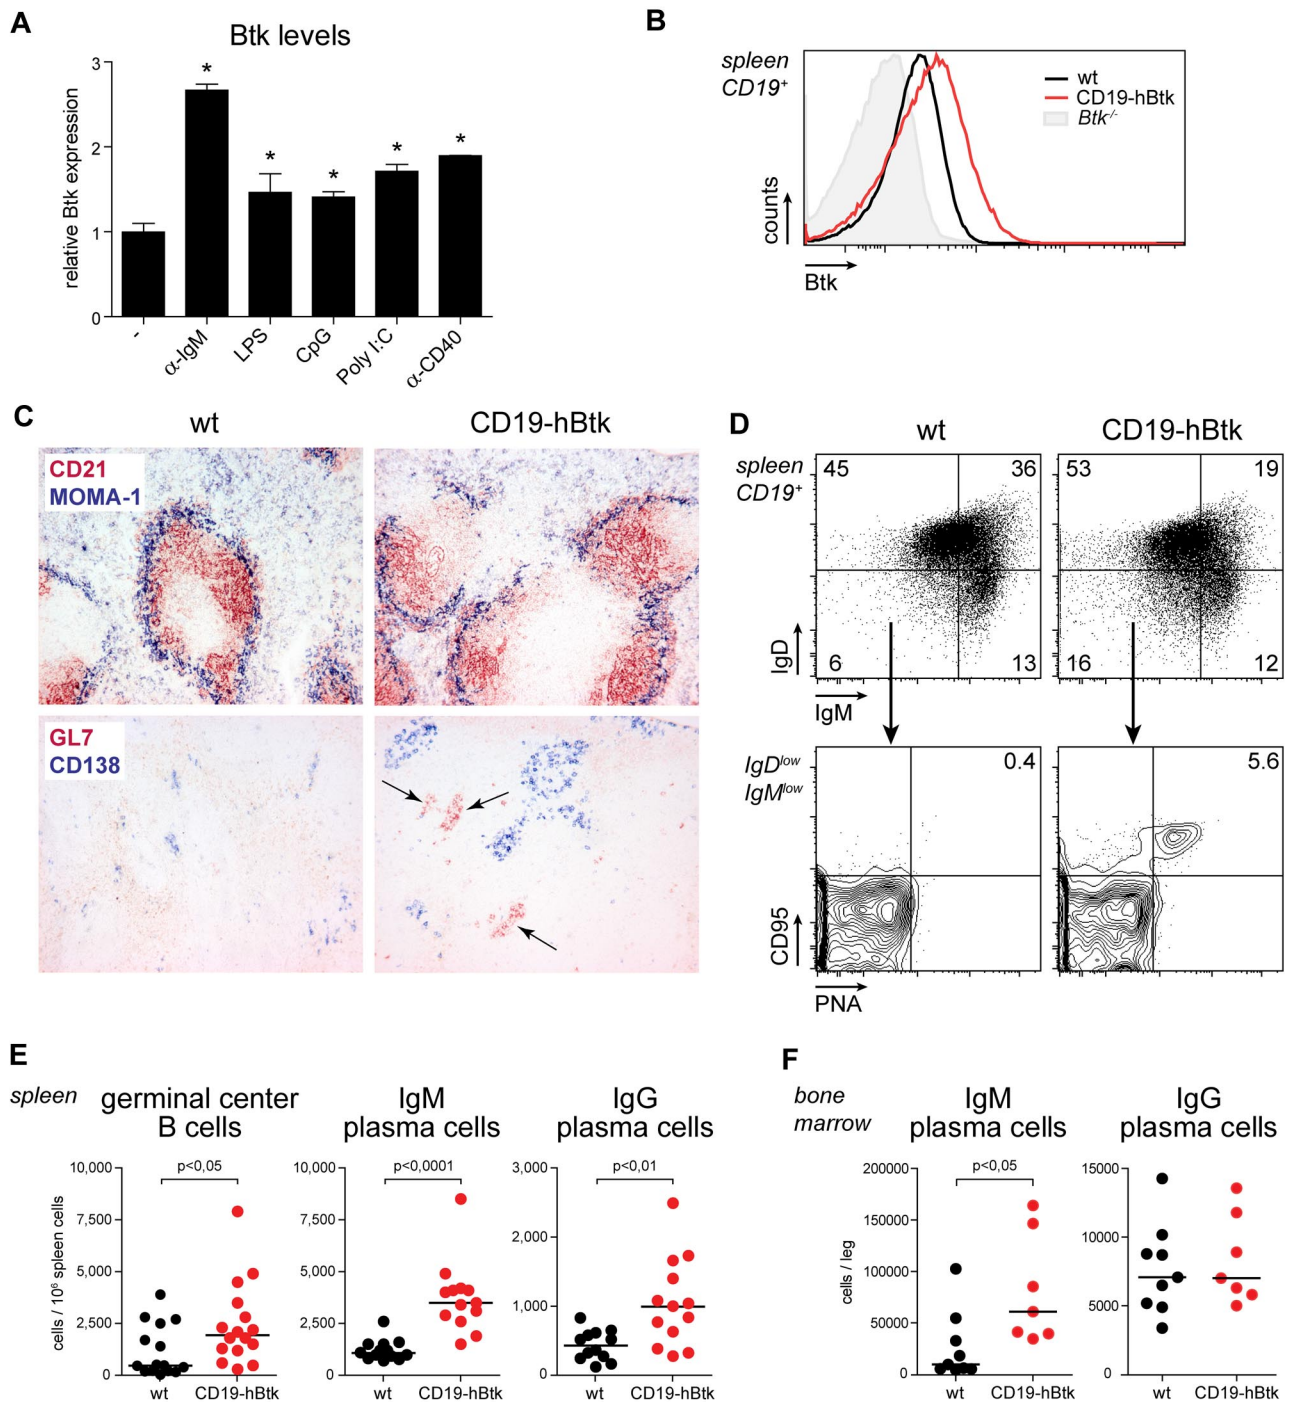 A
Btk levels
relative Btk expression
3
2
1
0
*
*
*
*
*
-
α-IgM
LPS
CpG
Poly I:C
α-CD40
B
spleen
CD19+
wt
CD19-hBtk
Btk-/-
counts
Btk
C
wt
CD19-hBtk
CD21
MOMA-1
GL7
CD138
D
wt
CD19-hBtk
spleen
CD19+
45
36
6
13
53
19
16
12
IgD
IgM
IgDlow
IgMlow
0.4
5.6
CD95
PNA
E
spleen
germinal center
B cells
cells / 10⁶ spleen cells
10,000
7,500
5,000
2,500
0
p<0,05
wt
CD19-hBtk
IgM
plasma cells
10,000
7,500
5,000
2,500
0
p<0,0001
wt
CD19-hBtk
IgG
plasma cells
3,000
2,000
1,000
0
p<0,01
wt
CD19-hBtk
F
bone
marrow
IgM
plasma cells
cells / leg
200000
150000
100000
50000
0
p<0,05
wt
CD19-hBtk
IgG
plasma cells
15000
10000
5000
0
wt
CD19-hBtk